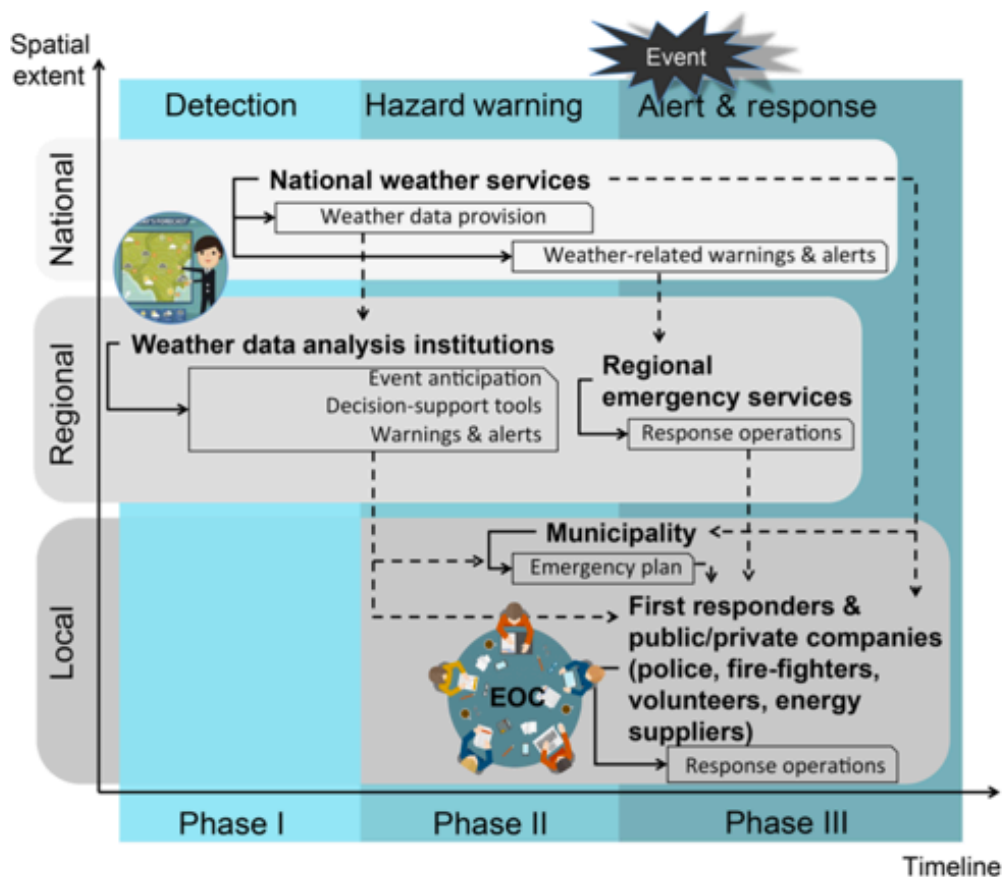 Spatial
extent
Event
Detection
Hazard warning
Alert & response
National
National weather services
Weather data provision
Weather-related warnings & alerts
Regional
Weather data analysis institutions
Event anticipation
Decision-support tools
Warnings & alerts
Regional
emergency services
Response operations
Local
Municipality
Emergency plan
First responders &
public/private companies
(police, fire-fighters,
volunteers, energy
suppliers)
EOC
Response operations
Phase I
Phase II
Phase III
Timeline